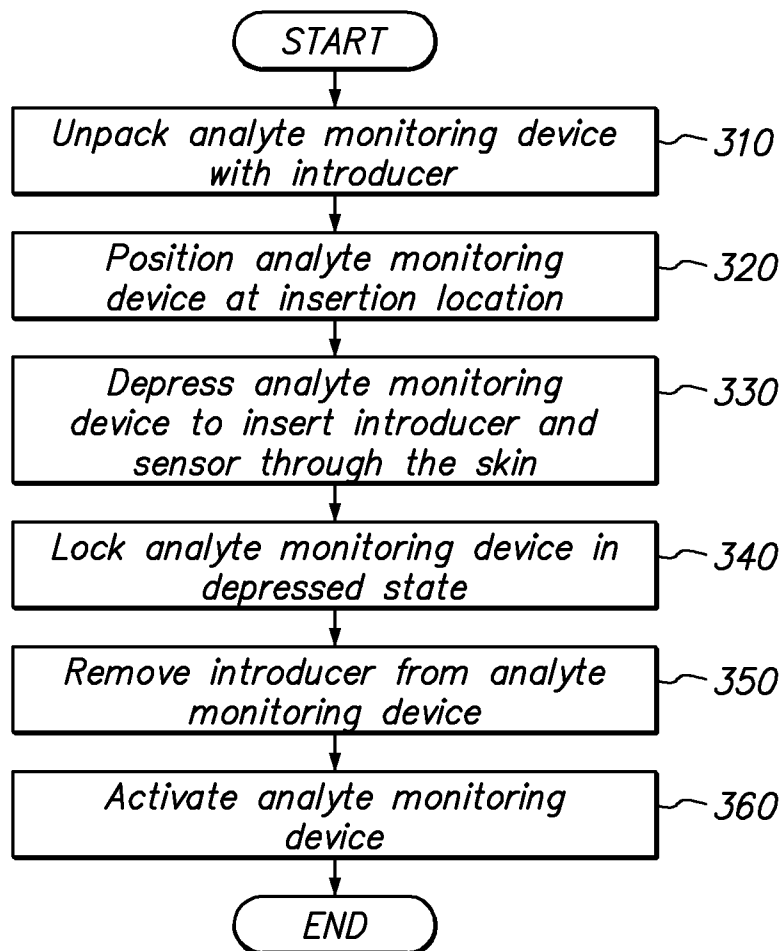 START
Unpack analyte monitoring device
with introducer
310
Position analyte monitoring
device at insertion location
320
Depress analyte monitoring
device to insert introducer and
sensor through the skin
330
Lock analyte monitoring device in
depressed state
340
Remove introducer from analyte
monitoring device
350
Activate analyte monitoring
device
360
END